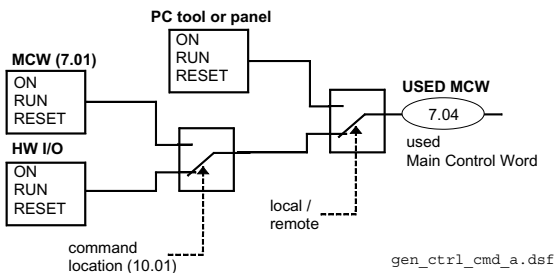 PC tool or panel
ON
RUN
RESET
MCW (7.01)
ON
RUN
RESET
HW I/O
ON
RUN
RESET
USED MCW
7.04
used
Main Control Word
local /
remote
command
location (10.01)
gen_ctrl_cmd_a.dsf